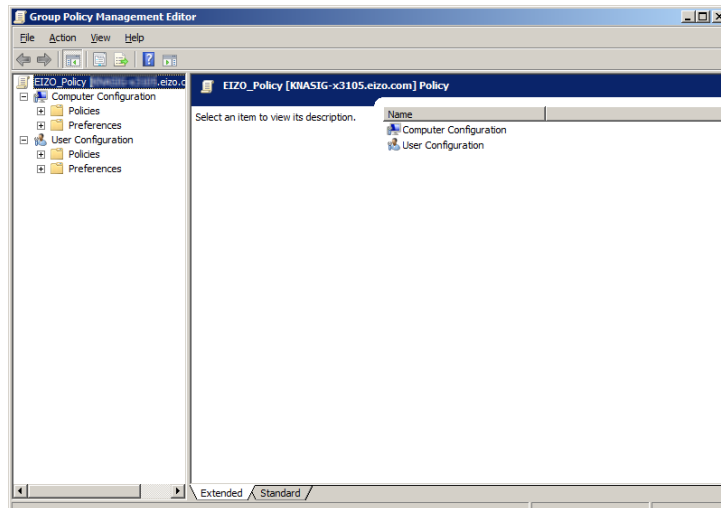 Group Policy Management Editor
File Action View Help
EIZO_Policy .eizo.c
Computer Configuration
Policies
Preferences
User Configuration
Policies
Preferences
EIZO_Policy [KNASIG-x3105.eizo.com] Policy
Select an item to view its description.
Name
Computer Configuration
User Configuration
Extended Standard